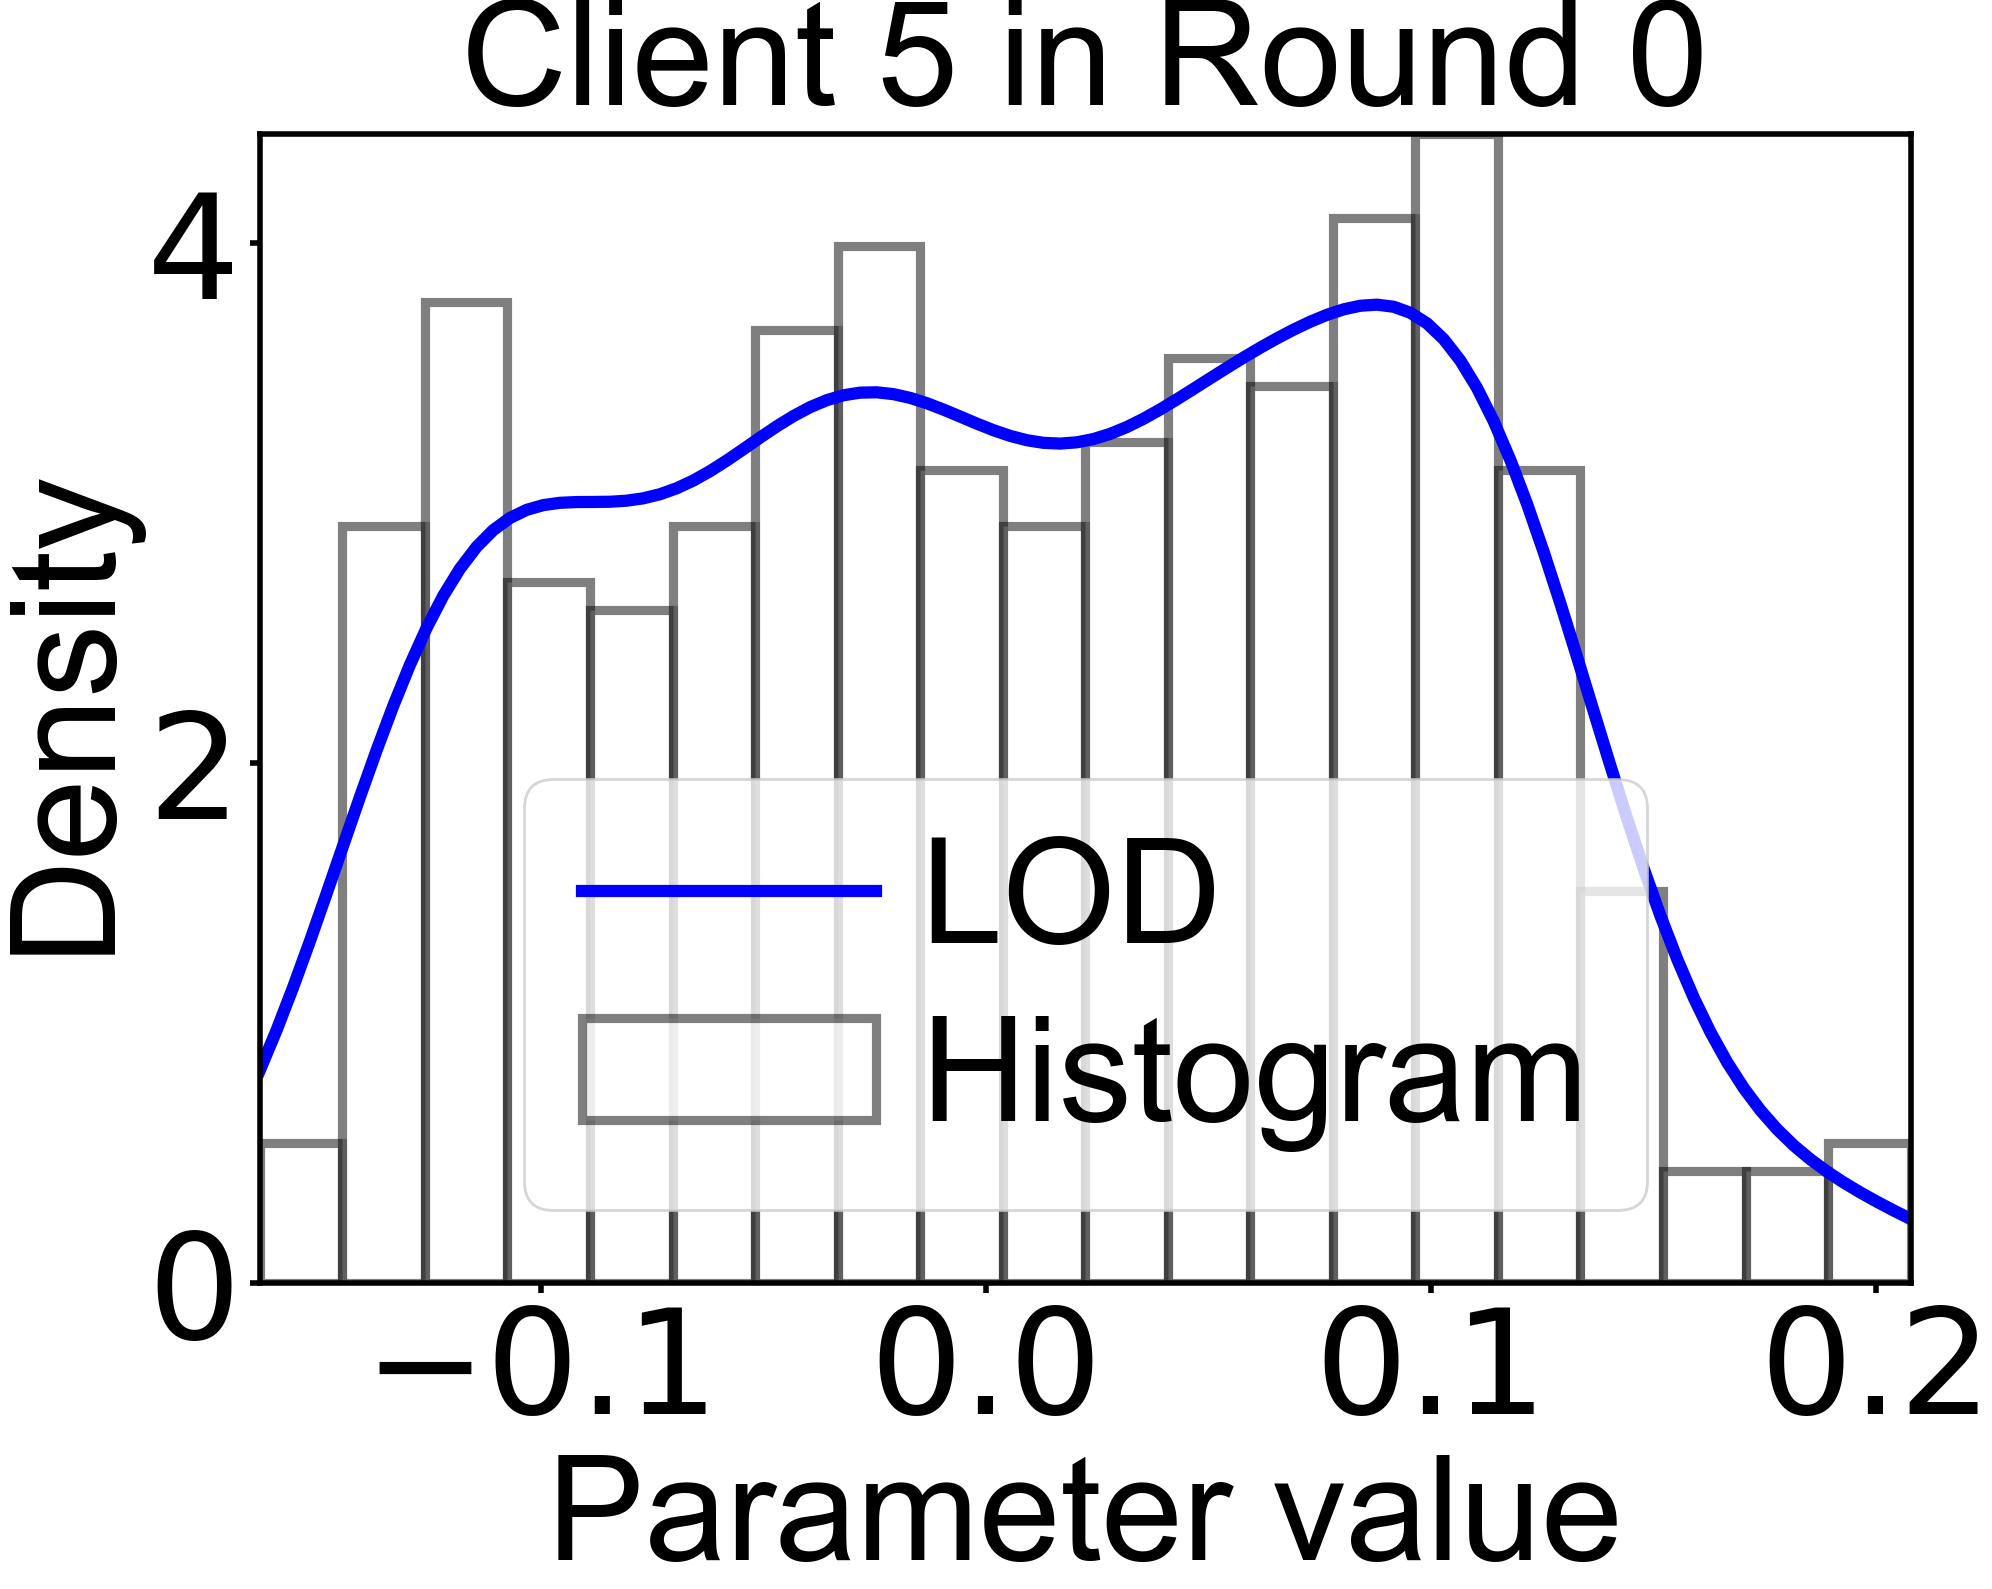 Client 5 in Round 0
Density
4
2
0
LOD
Histogram
−0.1 0.0 0.1 0.2
Parameter value